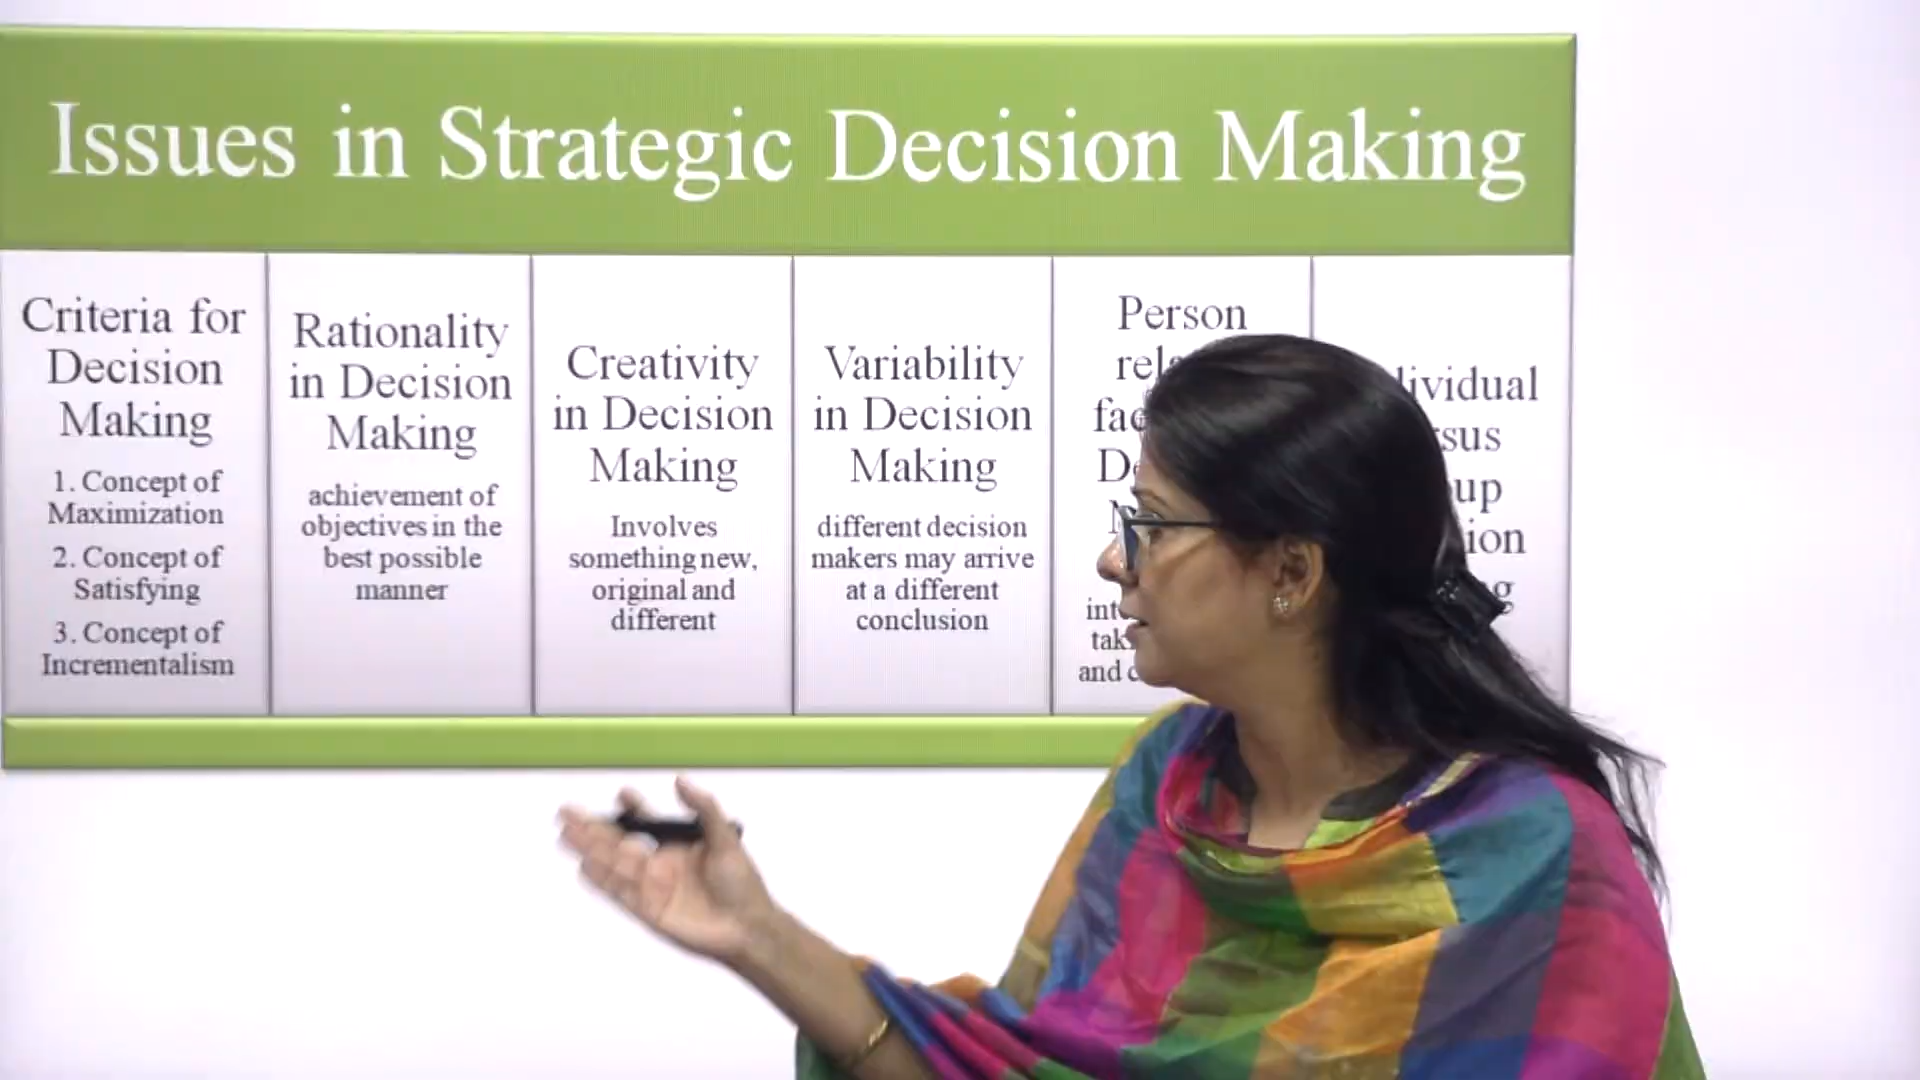 Issues in Strategic Decision Making
Criteria for
Decision
Making
1. Concept of
Maximization
2. Concept of
Satisfying
3. Concept of
Incrementalism
Rationality
in Decision
Making
achievement of
objectives in the
best possible
manner
Creativity
in Decision
Making
Involves
something new,
original and
different
Variability
in Decision
Making
different decision
makers may arrive
at a different
conclusion
Person
and